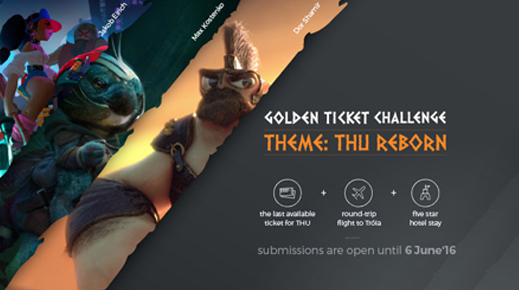 Jakob Eirich
Max Kostenko
Dix Shamir
GOLDEN TICKET CHALLENGE
THEME: THU REBORN
the last available
ticket for THU
+
round-trip
flight to Tróia
+
five star
hotel stay
submissions are open until 6 June'16